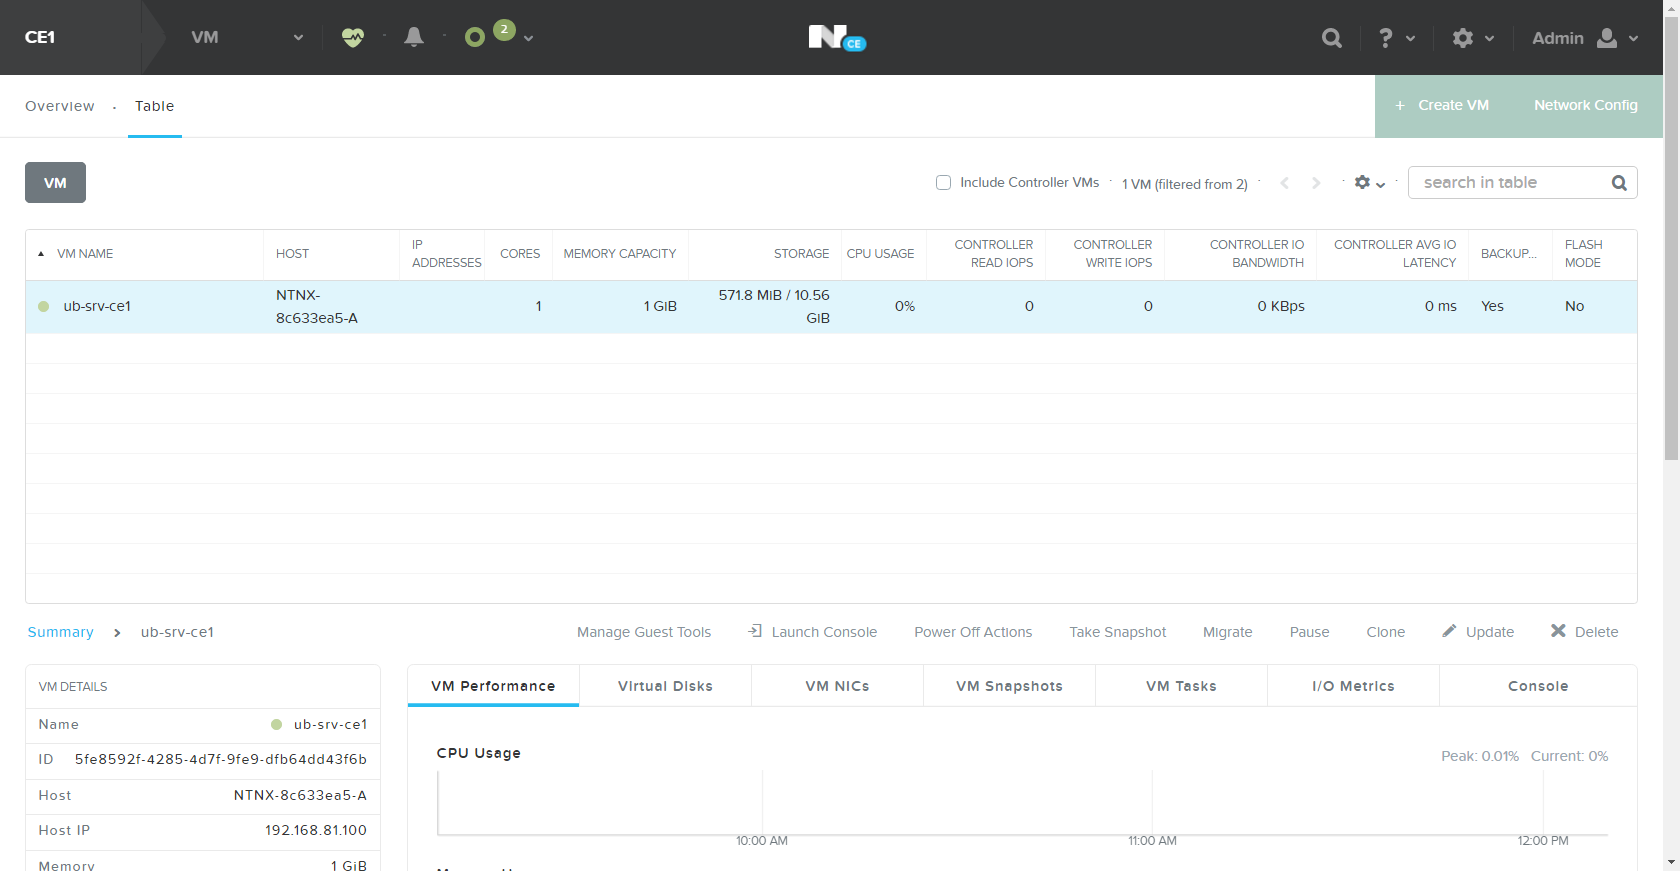 CE1
VM
2
CE
?
Admin
Overview · Table
+ Create VM
Network Config
VM
Include Controller VMs · 1 VM (filtered from 2) ·
search in table
VM NAME
HOST
IP ADDRESSES
CORES
MEMORY CAPACITY
STORAGE
CPU USAGE
CONTROLLER READ IOPS
CONTROLLER WRITE IOPS
CONTROLLER IO BANDWIDTH
CONTROLLER AVG IO LATENCY
BACKUP...
FLASH MODE
ub-srv-ce1
NTNX-8c633ea5-A
1
1 GiB
571.8 MiB / 10.56 GiB
0%
0
0
0 KBps
0 ms
Yes
No
Summary > ub-srv-ce1
Manage Guest Tools
Launch Console
Power Off Actions
Take Snapshot
Migrate
Pause
Clone
Update
Delete
VM DETAILS
Name ub-srv-ce1
ID 5fe8592f-4285-4d7f-9fe9-dfb64dd43f6b
Host NTNX-8c633ea5-A
Host IP 192.168.81.100
Memory 1 GiB
VM Performance
Virtual Disks
VM NICs
VM Snapshots
VM Tasks
I/O Metrics
Console
CPU Usage
Peak: 0.01% Current: 0%
10:00 AM
11:00 AM
12:00 PM